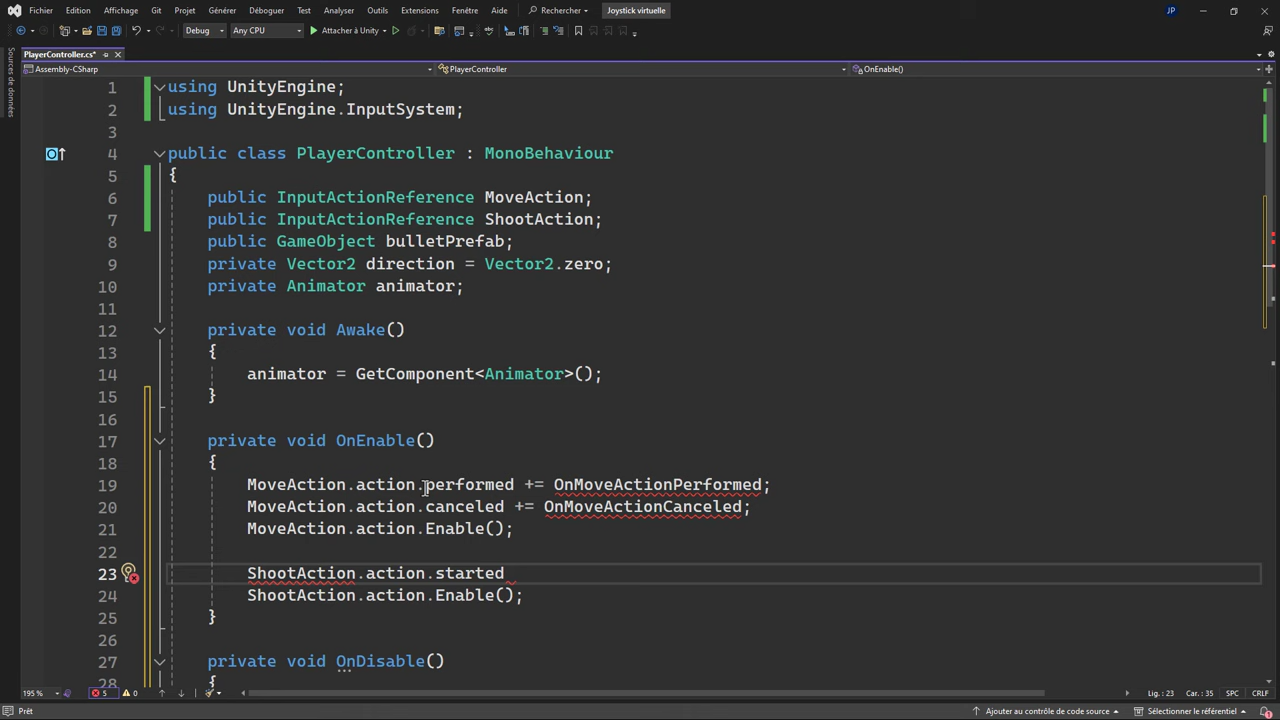 Fichier Edition Affichage Git Projet Générer Déboguer Test Analyser Outils Extensions Fenêtre Aide Rechercher Joystick virtuelle JP
Debug Any CPU Attacher à Unity
PlayerController.cs*
Assembly-CSharp PlayerController OnEnable()
Sources de données
1 using UnityEngine;
2 using UnityEngine.InputSystem;
3
4 public class PlayerController : MonoBehaviour
5 {
6 public InputActionReference MoveAction;
7 public InputActionReference ShootAction;
8 public GameObject bulletPrefab;
9 private Vector2 direction = Vector2.zero;
10 private Animator animator;
11
12 private void Awake()
13 {
14 animator = GetComponent<Animator>();
15 }
16
17 private void OnEnable()
18 {
19 MoveAction.action.performed += OnMoveActionPerformed;
20 MoveAction.action.canceled += OnMoveActionCanceled;
21 MoveAction.action.Enable();
22
23 ShootAction.action.started
24 ShootAction.action.Enable();
25 }
26
27 private void OnDisable()
28 {
195 % 5 0 Lig. : 23 Car. : 35 SPC CRLF
Prêt Ajouter au contrôle de code source Sélectionner le référentiel